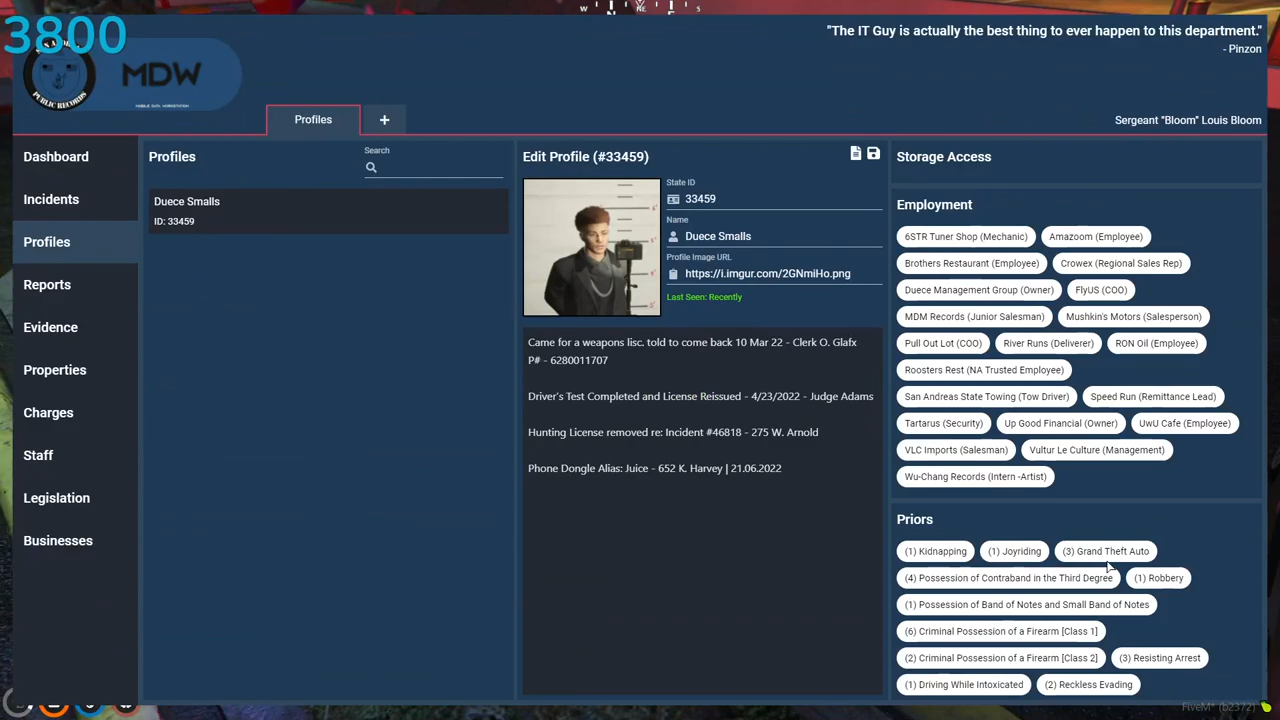 W NE E
3800
"The IT Guy is actually the best thing to ever happen to this department."
- Pinzon
PUBLIC RECORDS
MDW
MOBILE DATA WORKSTATION
Profiles
+
Sergeant "Bloom" Louis Bloom
Dashboard
Incidents
Profiles
Reports
Evidence
Properties
Charges
Staff
Legislation
Businesses
Profiles
Search
Duece Smalls
ID: 33459
Edit Profile (#33459)
State ID
33459
Name
Duece Smalls
Profile Image URL
https://i.imgur.com/2GNmiHo.png
Last Seen: Recently
Came for a weapons lisc. told to come back 10 Mar 22 - Clerk O. Glafx
P# - 6280011707
Driver's Test Completed and License Reissued - 4/23/2022 - Judge Adams
Hunting License removed re: Incident #46818 - 275 W. Arnold
Phone Dongle Alias: Juice - 652 K. Harvey | 21.06.2022
Storage Access
Employment
6STR Tuner Shop (Mechanic) Amazoom (Employee)
Brothers Restaurant (Employee) Crowex (Regional Sales Rep)
Duece Management Group (Owner) FlyUS (COO)
MDM Records (Junior Salesman) Mushkin's Motors (Salesperson)
Pull Out Lot (COO) River Runs (Deliverer) RON Oil (Employee)
Roosters Rest (NA Trusted Employee)
San Andreas State Towing (Tow Driver) Speed Run (Remittance Lead)
Tartarus (Security) Up Good Financial (Owner) UwU Cafe (Employee)
VLC Imports (Salesman) Vultur Le Culture (Management)
Wu-Chang Records (Intern -Artist)
Priors
(1) Kidnapping (1) Joyriding (3) Grand Theft Auto
(4) Possession of Contraband in the Third Degree (1) Robbery
(1) Possession of Band of Notes and Small Band of Notes
(6) Criminal Possession of a Firearm [Class 1]
(2) Criminal Possession of a Firearm [Class 2] (3) Resisting Arrest
(1) Driving While Intoxicated (2) Reckless Evading
FiveM* (b2372)